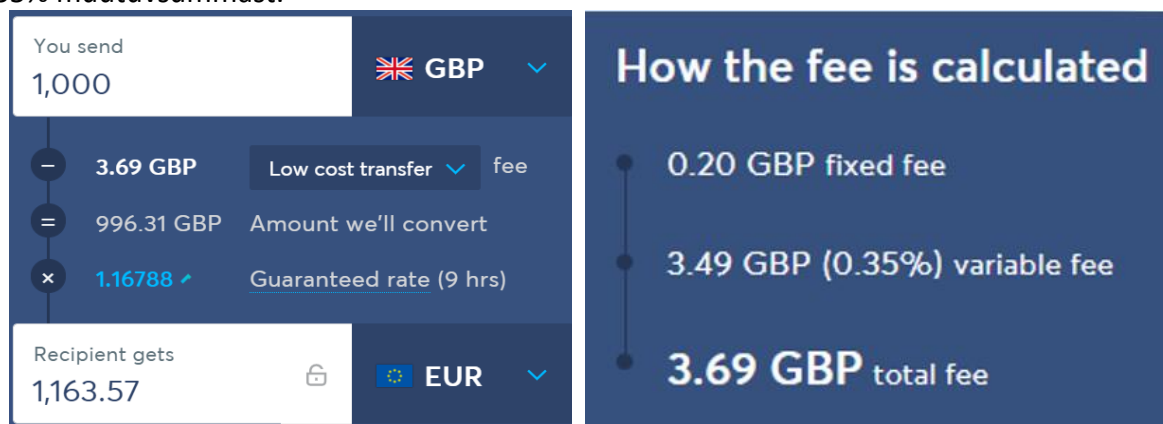 You send
1,000
GBP
3.69 GBP Low cost transfer fee
996.31 GBP Amount we'll convert
1.16788 Guaranteed rate (9 hrs)
Recipient gets
1,163.57
EUR
How the fee is calculated
0.20 GBP fixed fee
3.49 GBP (0.35%) variable fee
3.69 GBP total fee